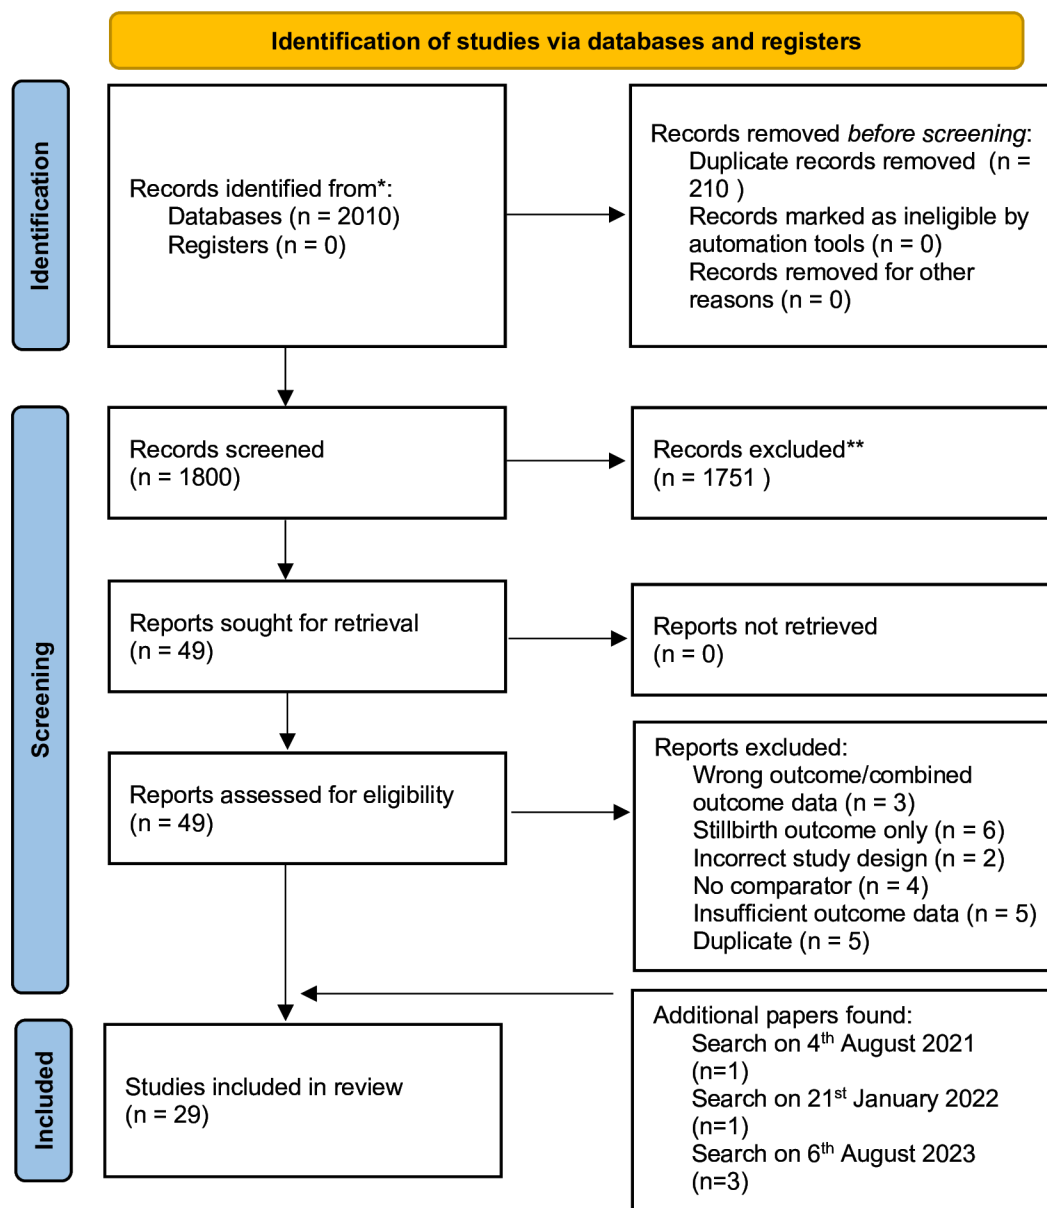 Identification of studies via databases and registers
Identification
Records identified from*:
Databases (n = 2010)
Registers (n = 0)
Records removed before screening:
Duplicate records removed  (n =
210 )
Records marked as ineligible by
automation tools (n = 0)
Records removed for other
reasons (n = 0)
Screening
Records screened
(n = 1800)
Records excluded**
(n = 1751 )
Reports sought for retrieval
(n = 49)
Reports not retrieved
(n = 0)
Reports assessed for eligibility
(n = 49)
Reports excluded:
Wrong outcome/combined
outcome data (n = 3)
Stillbirth outcome only (n = 6)
Incorrect study design (n = 2)
No comparator (n = 4)
Insufficient outcome data (n = 5)
Duplicate (n = 5)
Included
Studies included in review
(n = 29)
Additional papers found:
Search on 4th August 2021
(n=1)
Search on 21st January 2022
(n=1)
Search on 6th August 2023
(n=3)